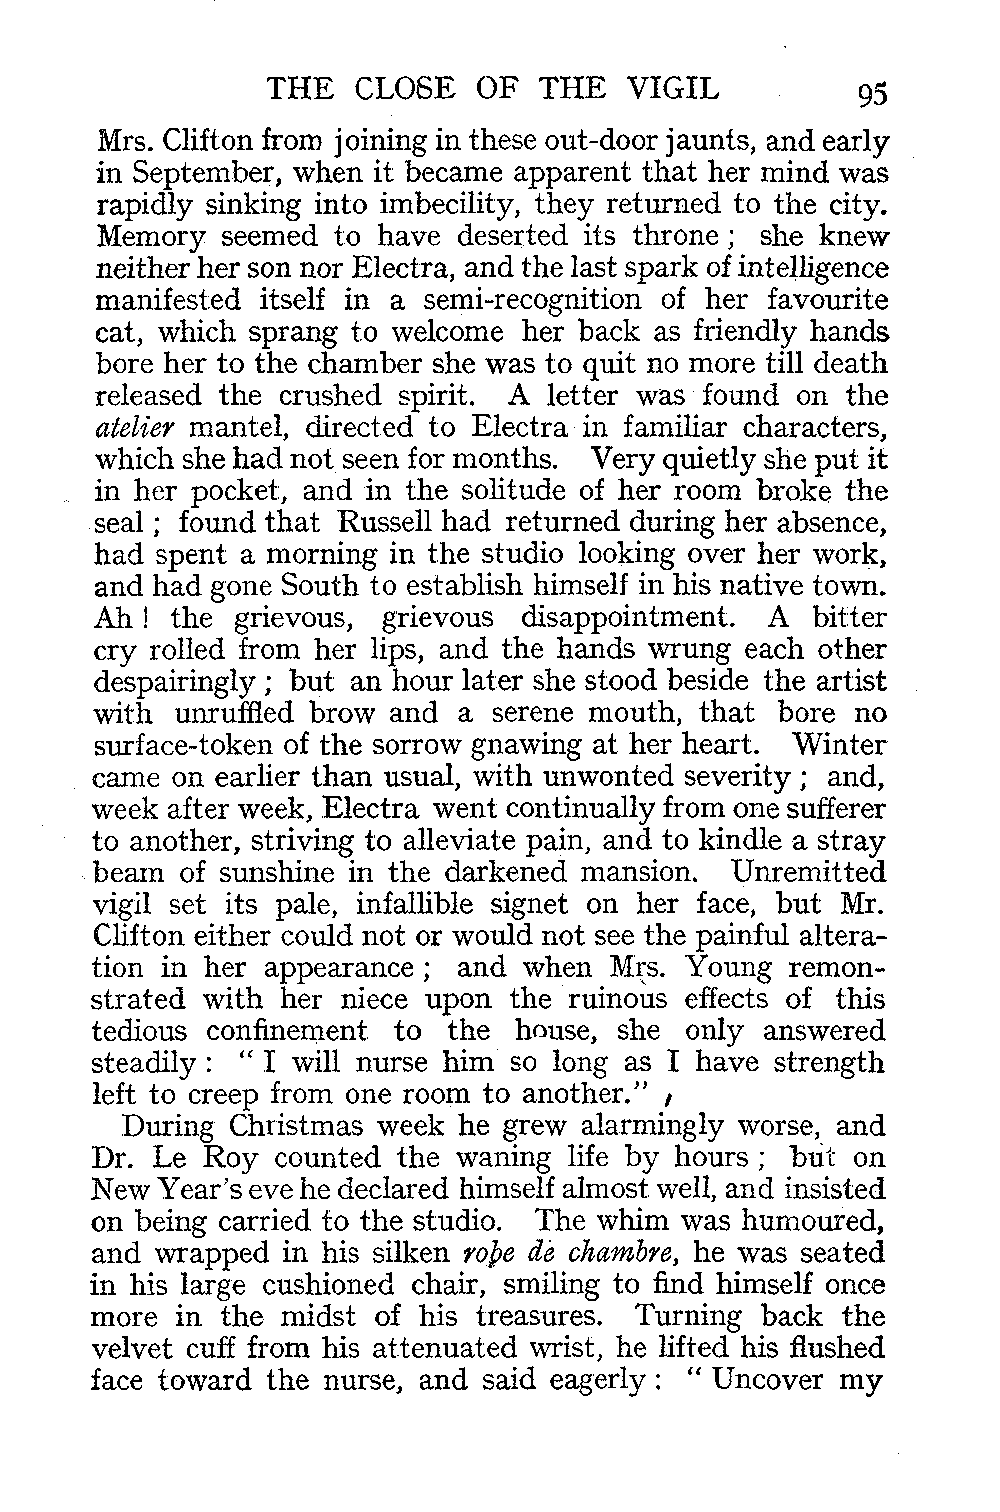 THE CLOSE OF THE VIGIL 95
Mrs. Clifton from joining in these out-door jaunts, and early
in September, when it became apparent that her mind was
rapidly sinking into imbecility, they returned to the city.
Memory seemed to have deserted its throne ; she knew
neither her son nor Electra, and the last spark of intelligence
manifested itself in a semi-recognition of her favourite
cat, which sprang to welcome her back as friendly hands
bore her to the chamber she was to quit no more till death
released the crushed spirit. A letter was found on the
atelier mantel, directed to Electra in familiar characters,
which she had not seen for months. Very quietly she put it
in her pocket, and in the solitude of her room broke the
seal ; found that Russell had returned during her absence,
had spent a morning in the studio looking over her work,
and had gone South to establish himself in his native town.
Ah ! the grievous, grievous disappointment. A bitter
cry rolled from her lips, and the hands wrung each other
despairingly ; but an hour later she stood beside the artist
with unruffled brow and a serene mouth, that bore no
surface-token of the sorrow gnawing at her heart. Winter
came on earlier than usual, with unwonted severity ; and,
week after week, Electra went continually from one sufferer
to another, striving to alleviate pain, and to kindle a stray
beam of sunshine in the darkened mansion. Unremitted
vigil set its pale, infallible signet on her face, but Mr.
Clifton either could not or would not see the painful altera-
tion in her appearance ; and when Mrs. Young remon-
strated with her niece upon the ruinous effects of this
tedious confinement to the house, she only answered
steadily : “ I will nurse him so long as I have strength
left to creep from one room to another.”
During Christmas week he grew alarmingly worse, and
Dr. Le Roy counted the waning life by hours ; but on
New Year's eve he declared himself almost well, and insisted
on being carried to the studio. The whim was humoured,
and wrapped in his silken robe de chambre, he was seated
in his large cushioned chair, smiling to find himself once
more in the midst of his treasures. Turning back the
velvet cuff from his attenuated wrist, he lifted his flushed
face toward the nurse, and said eagerly : “ Uncover my